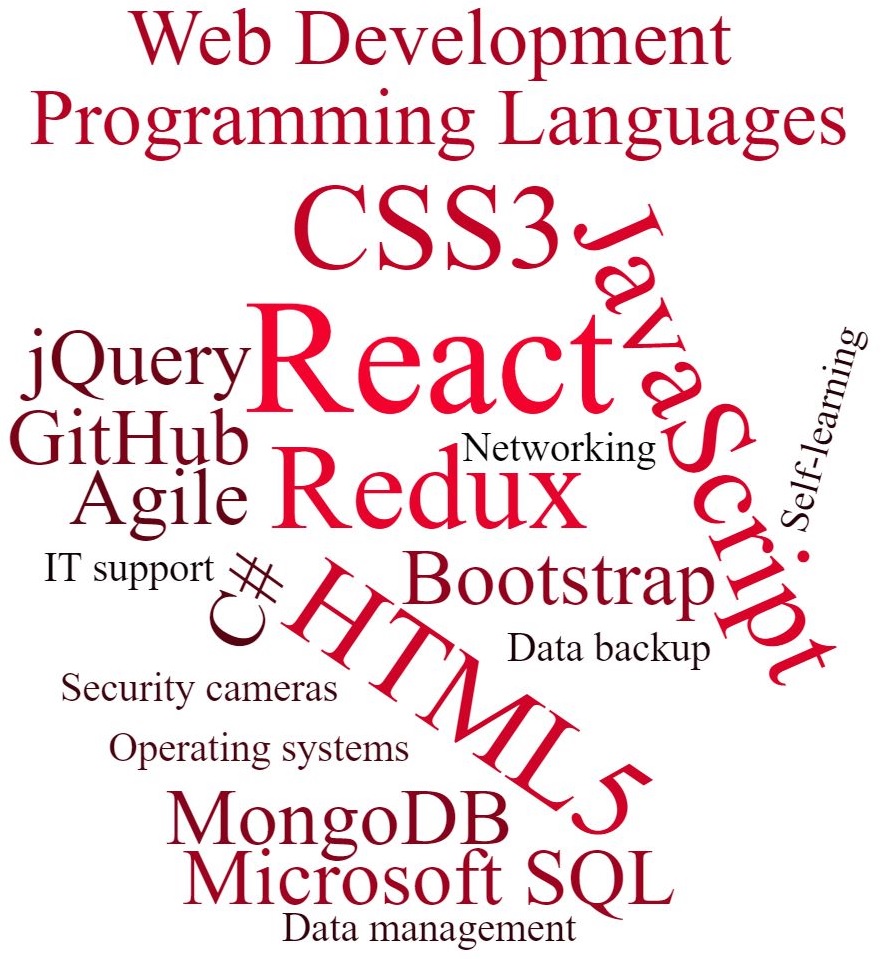 Web Development
Programming Languages
CSS3
JavaScript
React
jQuery
Self-learning
GitHub
Networking
Redux
Agile
IT support
C#
Bootstrap
HTML5
Data backup
Security cameras
Operating systems
MongoDB
Microsoft SQL
Data management